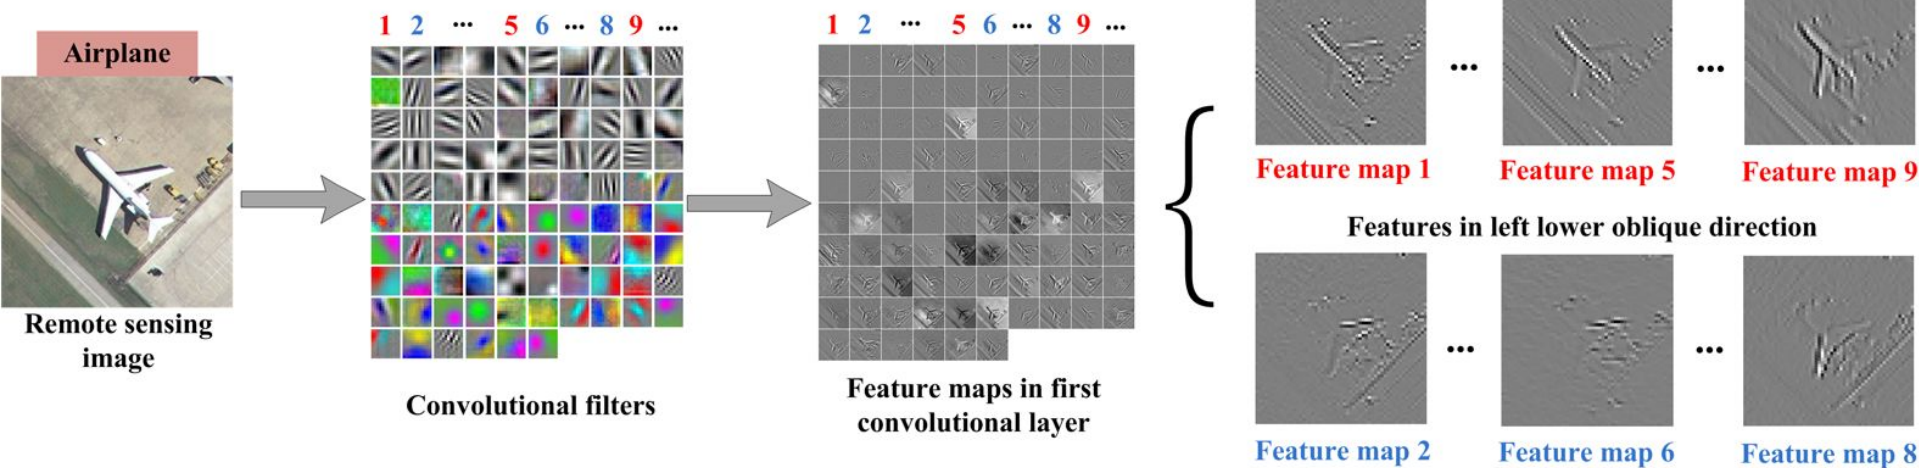 Airplane
Remote sensing
image
1 2 ... 5 6 ... 8 9 ...
Convolutional filters
1 2 ... 5 6 ... 8 9 ...
Feature maps in first
convolutional layer
... ...
Feature map 1 Feature map 5 Feature map 9
Features in left lower oblique direction
... ...
Feature map 2 Feature map 6 Feature map 8